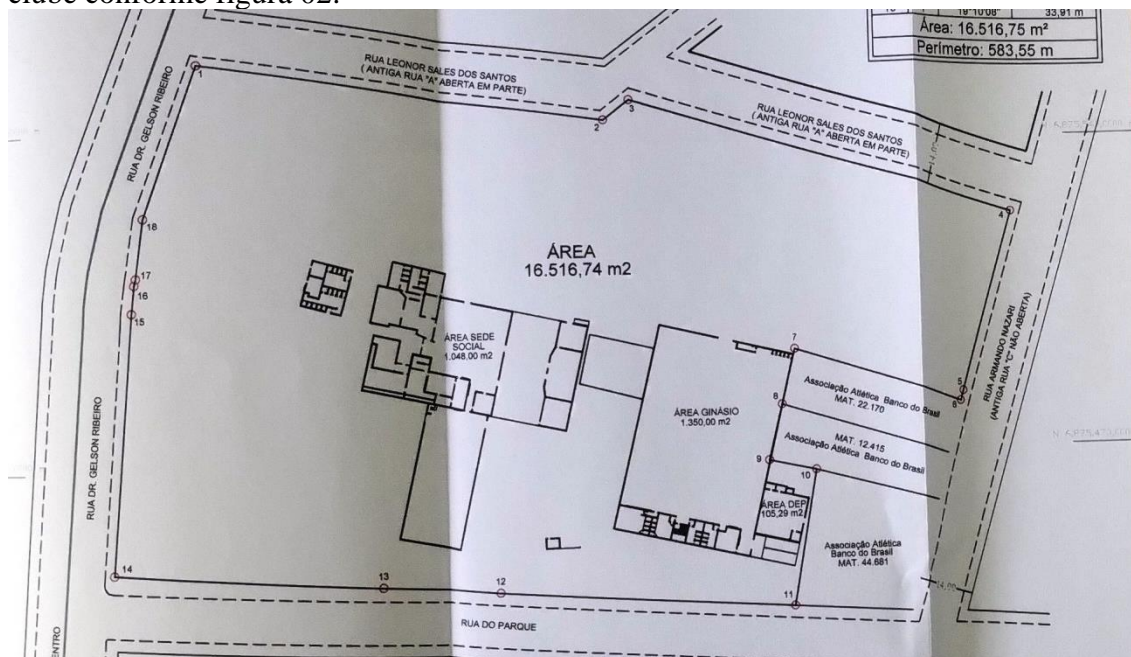 clube conforme figura 02.
19°10'08" 33,91 m
Área: 16.516,75 m²
Perímetro: 583,55 m
RUA LEONOR SALES DOS SANTOS
( ANTIGA RUA "A" ABERTA EM PARTE)
RUA LEONOR SALES DOS SANTOS
( ANTIGA RUA "A" ABERTA EM PARTE)
RUA DR. GELSON RIBEIRO
1
2
3
14,00
4
18
17
16
15
ÁREA
16.516,74 m2
ÁREA SEDE
SOCIAL
1.048,00 m2
7
5
6
RUA ARMANDO NAZARI
(ANTIGA RUA "C" NÃO ABERTA)
Associação Atlética Banco do Brasil
MAT. 22.170
8
ÁREA GINÁSIO
1.350,00 m2
MAT. 12.415
Associação Atlética Banco do Brasil
9
10
ÁREA DEP
105,29 m2
Associação Atlética
Banco do Brasil
MAT. 44.681
RUA DR. GELSON RIBEIRO
14
13
12
11
14,00
RUA DO PARQUE
ENTRO